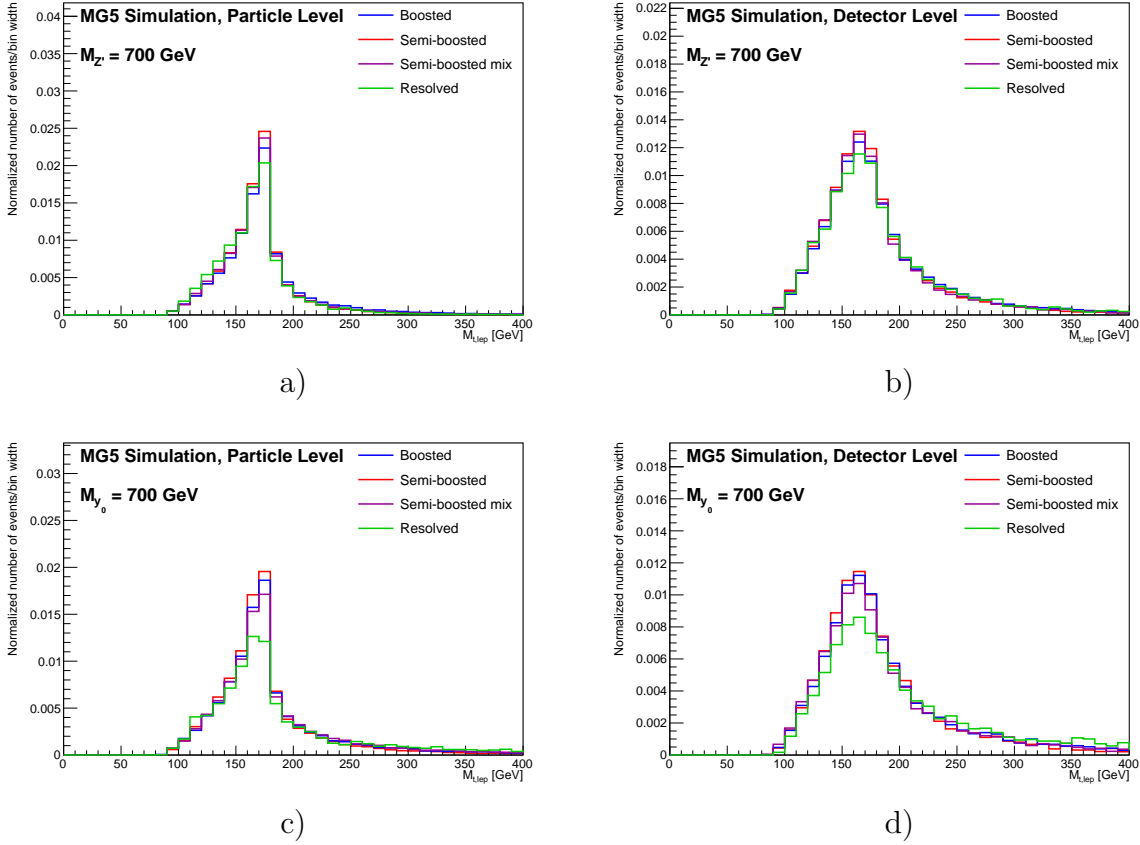 MG5 Simulation, Particle Level
M_Z' = 700 GeV
Boosted
Semi-boosted
Semi-boosted mix
Resolved
Normalized number of events/bin width
0.04
0.035
0.03
0.025
0.02
0.015
0.01
0.005
0
0 50 100 150 200 250 300 350 400
M_t,lep [GeV]
a)
MG5 Simulation, Detector Level
M_Z' = 700 GeV
Boosted
Semi-boosted
Semi-boosted mix
Resolved
Normalized number of events/bin width
0.022
0.02
0.018
0.016
0.014
0.012
0.01
0.008
0.006
0.004
0.002
0
0 50 100 150 200 250 300 350 400
M_t,lep [GeV]
b)
MG5 Simulation, Particle Level
M_y_0 = 700 GeV
Boosted
Semi-boosted
Semi-boosted mix
Resolved
Normalized number of events/bin width
0.03
0.025
0.02
0.015
0.01
0.005
0
0 50 100 150 200 250 300 350 400
M_t,lep [GeV]
c)
MG5 Simulation, Detector Level
M_y_0 = 700 GeV
Boosted
Semi-boosted
Semi-boosted mix
Resolved
Normalized number of events/bin width
0.018
0.016
0.014
0.012
0.01
0.008
0.006
0.004
0.002
0
0 50 100 150 200 250 300 350 400
M_t,lep [GeV]
d)